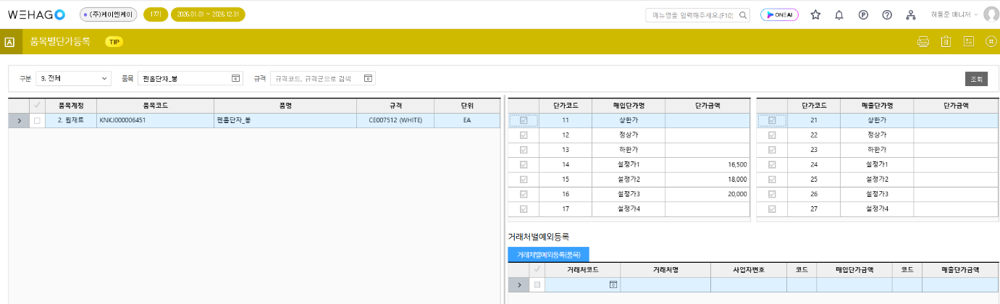 WEHAGO (주)케이엔케이 17기 2026.01.01 ~ 2026.12.31 메뉴명을 입력해주세요.(F10) ONE AI 허동준 매니저
A 품목별단가등록 TIP
구분 9. 전체 품목 펜홀단자_봉 규격 규격코드, 규격군으로 검색 조회
품목계정 품목코드 품명 규격 단위
2. 원재료 KNKJ000006451 펜홀단자_봉 CE007512 (WHITE) EA
단가코드 매입단가명 단가금액
11 상한가
12 정상가
13 하한가
14 설정가1 16,500
15 설정가2 18,000
16 설정가3 20,000
17 설정가4
단가코드 매출단가명 단가금액
21 상한가
22 정상가
23 하한가
24 설정가1
25 설정가2
26 설정가3
27 설정가4
거래처별예외등록
거래처별예외등록(품목)
거래처코드 거래처명 사업자번호 코드 매입단가금액 코드 매출단가금액